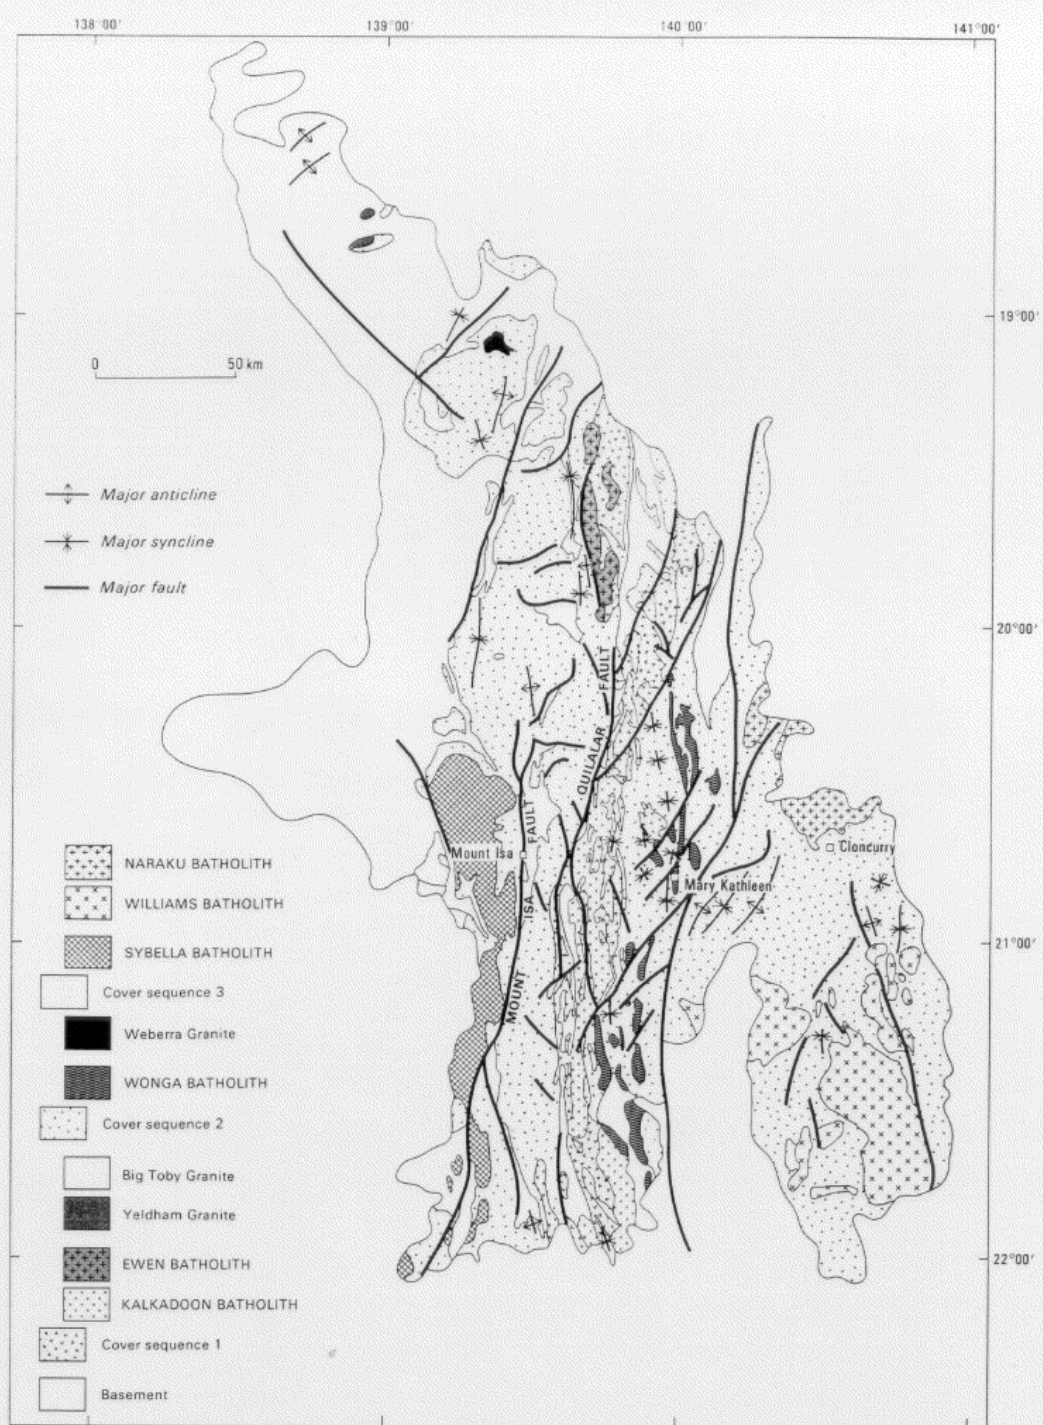 138°00'
139°00'
140°00'
141°00'
19°00'
0 50 km
Major anticline
Major syncline
Major fault
20°00'
FAULT
QUILALAR
FAULT
Mount Isa
Cloncurry
Mary Kathleen
ISA
21°00'
MOUNT
NARAKU BATHOLITH
WILLIAMS BATHOLITH
SYBELLA BATHOLITH
Cover sequence 3
Weberra Granite
WONGA BATHOLITH
Cover sequence 2
Big Toby Granite
Yeldham Granite
EWEN BATHOLITH
KALKADOON BATHOLITH
Cover sequence 1
Basement
22°00'